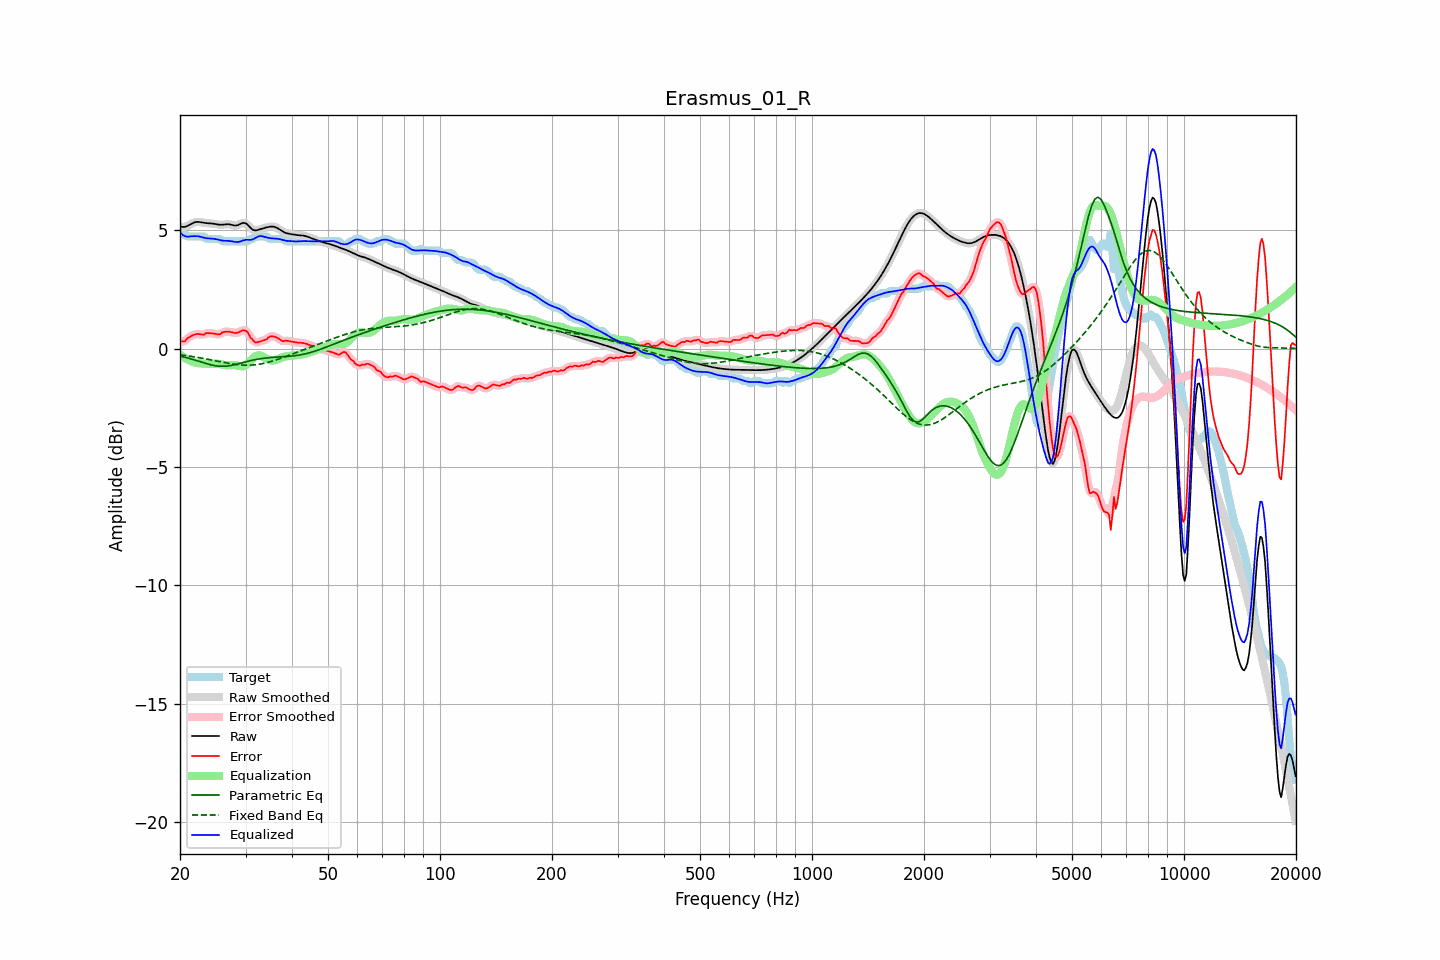 Erasmus_01_R
Amplitude (dBr)
5
0
−5
−10
−15
−20
Target
Raw Smoothed
Error Smoothed
Raw
Error
Equalization
Parametric Eq
Fixed Band Eq
Equalized
20 50 100 200 500 1000 2000 5000 10000 20000
Frequency (Hz)